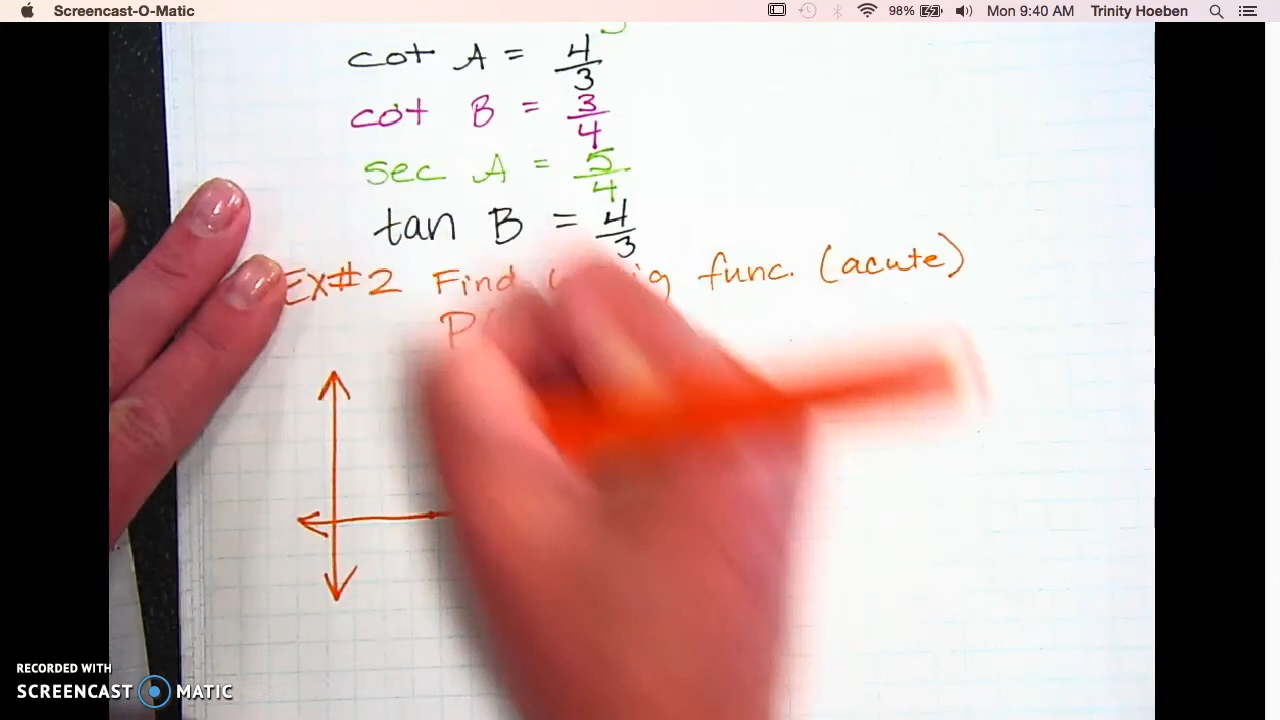 Screencast-O-Matic 98% Mon 9:40 AM Trinity Hoeben
cot A = 4/3
cot B = 3/4
sec A = 5/4
tan B = 4/3
EX#2 Find func. (acute)
RECORDED WITH
SCREENCAST MATIC